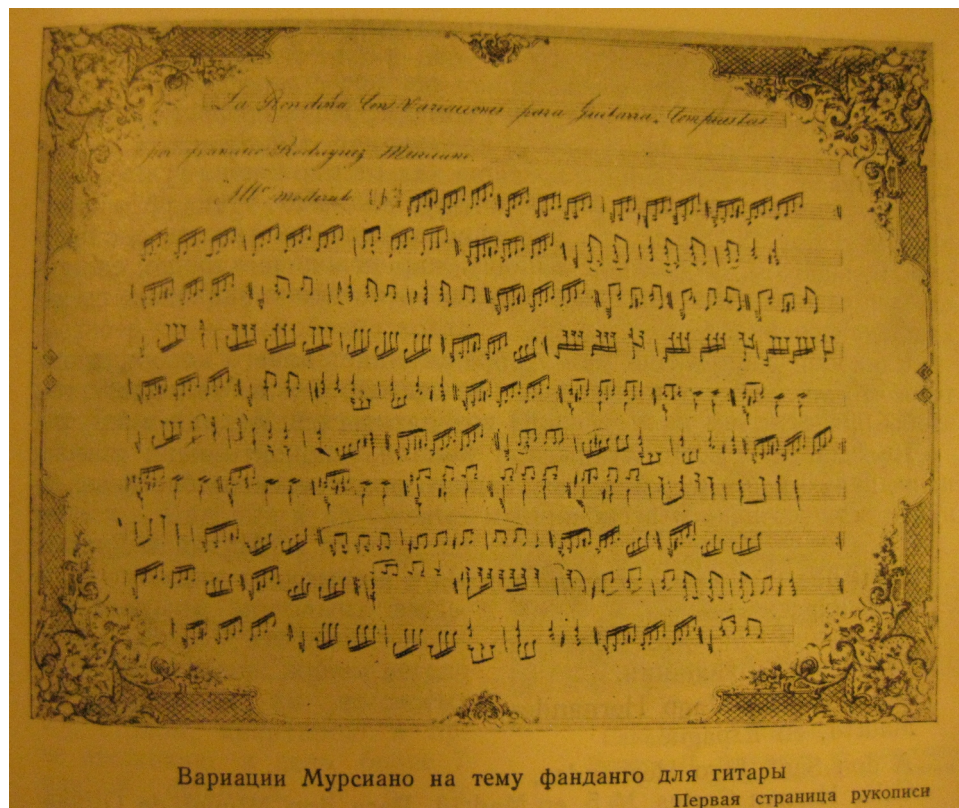 La Rondeña Con Variaciones para Guitarra. Compuestas
por Francisco Rodriguez Murciano.
All.º moderato
Вариации Мурсиано на тему фанданго для гитары
Первая страница рукописи